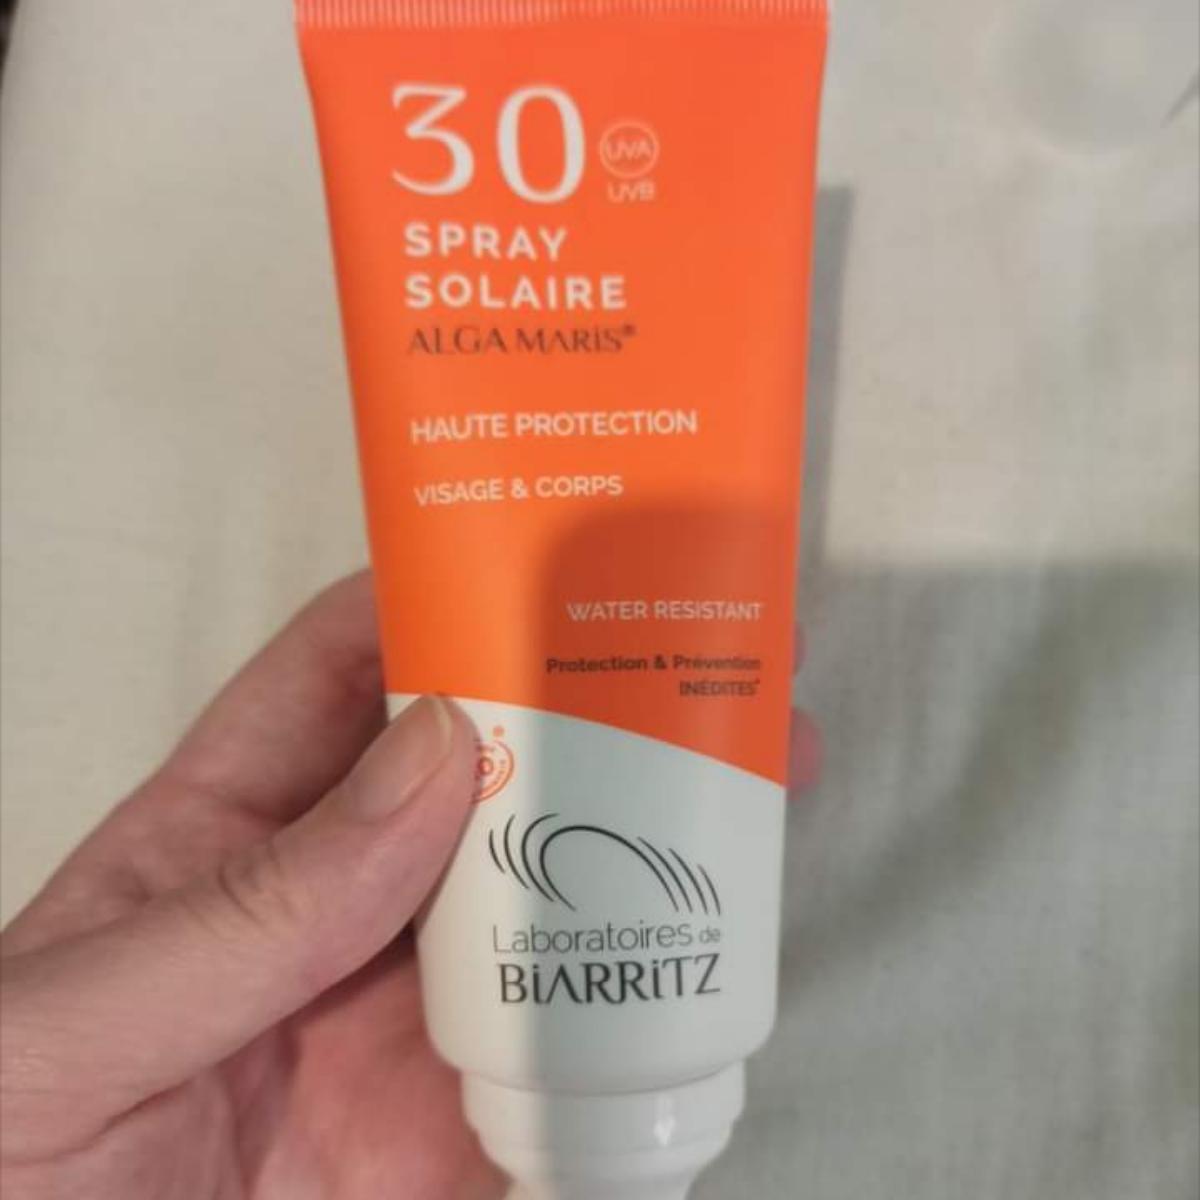 30 UVA
UVB
SPRAY
SOLAIRE
ALGA MARiS®
HAUTE PROTECTION
VISAGE & CORPS
WATER RESISTANT
Protection & Prévention
INÉDITES*
Laboratoires de
BiARRiTZ